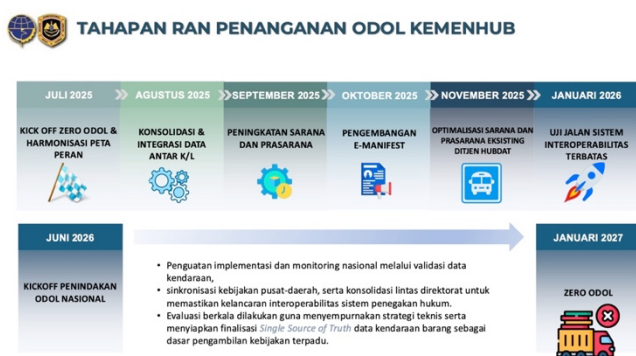 TAHAPAN RAN PENANGANAN ODOL KEMENHUB
JULI 2025
AGUSTUS 2025
SEPTEMBER 2025
OKTOBER 2025
NOVEMBER 2025
JANUARI 2026
KICK OFF ZERO ODOL &
HARMONISASI PETA
PERAN
KONSOLIDASI &
INTEGRASI DATA
ANTAR K/L
PENINGKATAN SARANA
DAN PRASARANA
PENGEMBANGAN
E-MANIFEST
OPTIMALISASI SARANA DAN
PRASARANA EKSISTING
DITJEN HUBDAT
UJI JALAN SISTEM
INTEROPERABILITAS
TERBATAS
JUNI 2026
KICKOFF PENINDAKAN
ODOL NASIONAL
• Penguatan implementasi dan monitoring nasional melalui validasi data
kendaraan,
• sinkronisasi kebijakan pusat-daerah, serta konsolidasi lintas direktorat untuk
memastikan kelancaran interoperabilitas sistem penegakan hukum.
• Evaluasi berkala dilakukan guna menyempurnakan strategi teknis serta
menyiapkan finalisasi Single Source of Truth data kendaraan barang sebagai
dasar pengambilan kebijakan terpadu.
JANUARI 2027
ZERO ODOL